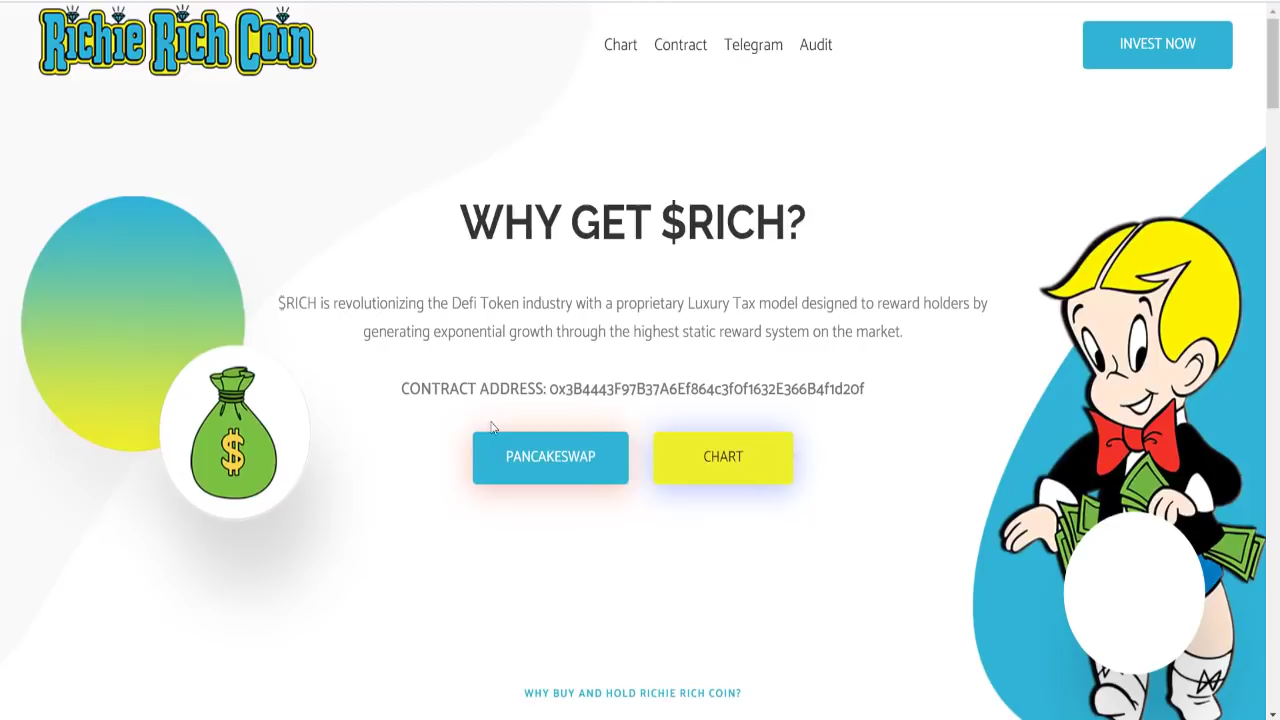 Richie Rich Coin
Chart Contract Telegram Audit
INVEST NOW
WHY GET $RICH?
$RICH is revolutionizing the Defi Token industry with a proprietary Luxury Tax model designed to reward holders by
generating exponential growth through the highest static reward system on the market.
CONTRACT ADDRESS: 0x3B4443F97B37A6Ef864c3f0f1632E366B4f1d20f
$
PANCAKESWAP
CHART
WHY BUY AND HOLD RICHIE RICH COIN?